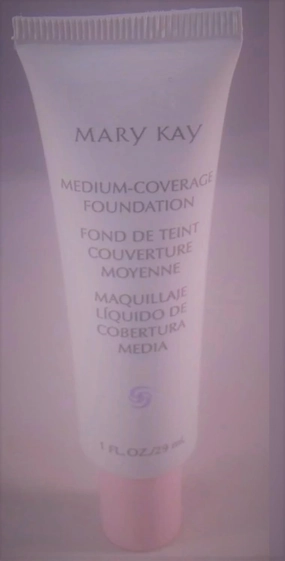 MARY KAY
MEDIUM-COVERAGE
FOUNDATION
FOND DE TEINT
COUVERTURE
MOYENNE
MAQUILLAJE
LÍQUIDO DE
COBERTURA
MEDIA
1 FL.OZ./29 mL